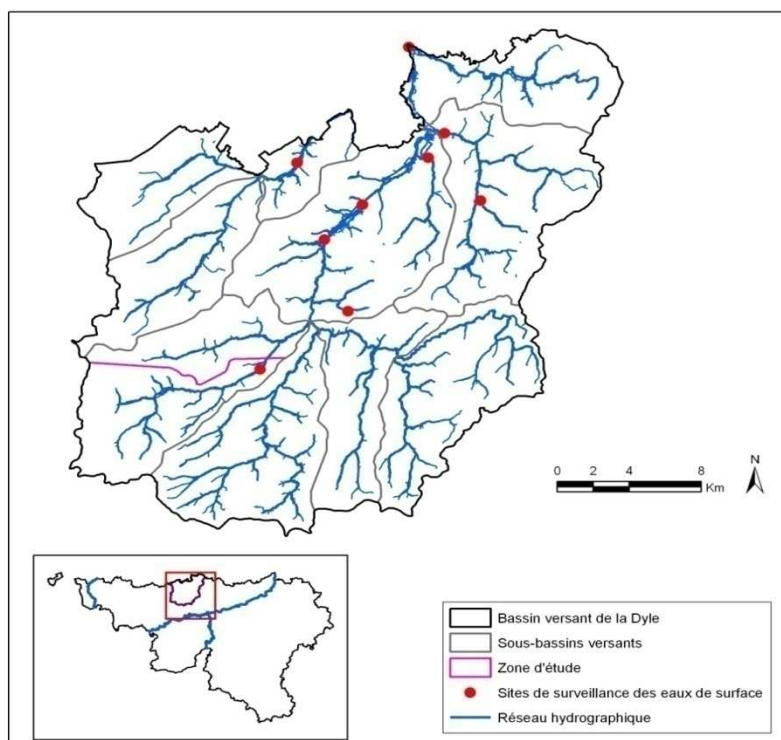 0 2 4 8
Km
N
Bassin versant de la Dyle
Sous-bassins versants
Zone d'étude
Sites de surveillance des eaux de surface
Réseau hydrographique